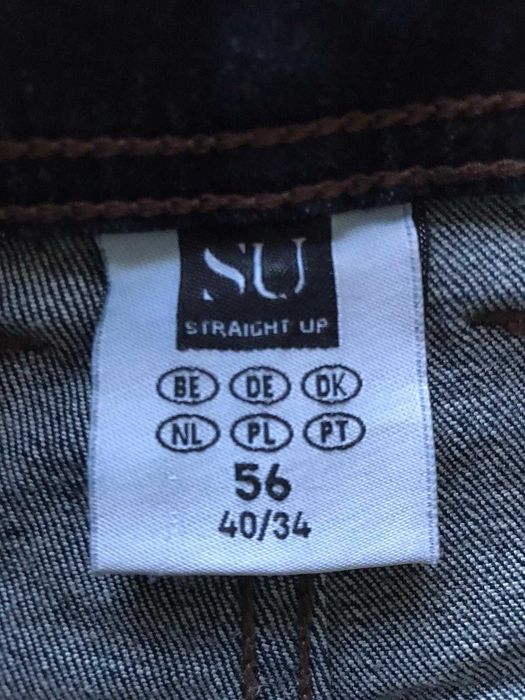 SU
STRAIGHT UP
BE DE DK
NL PL PT
56
40/34